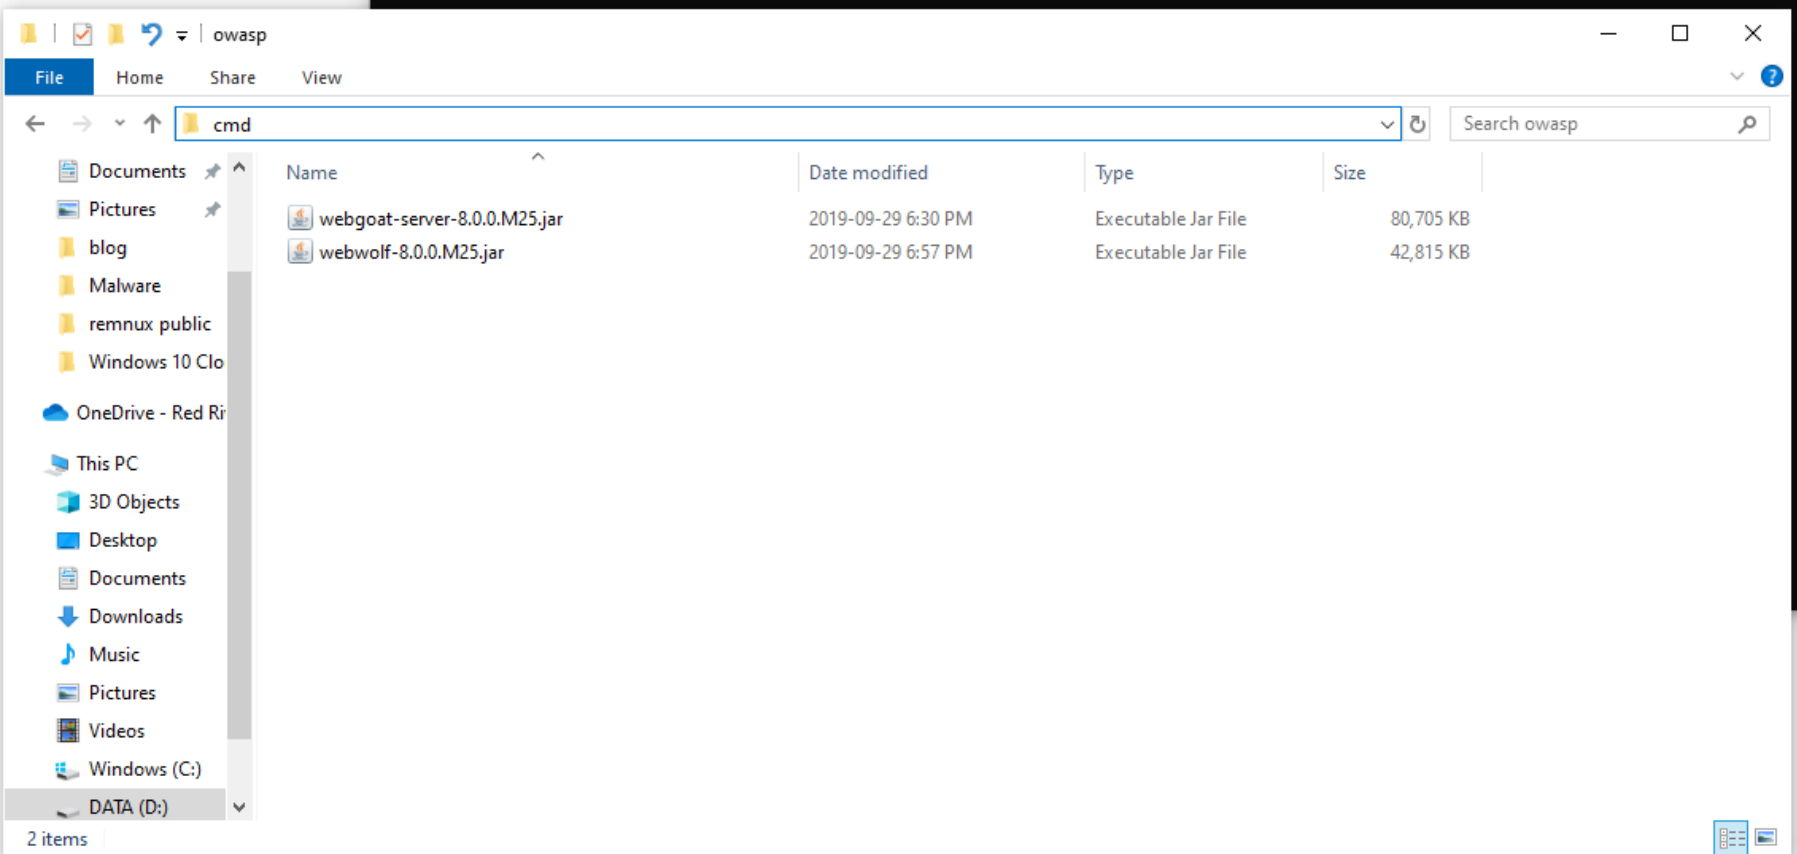 owasp
File Home Share View
cmd
Search owasp
Documents
Pictures
blog
Malware
remnux public
Windows 10 Clo
OneDrive - Red Ri
This PC
3D Objects
Desktop
Documents
Downloads
Music
Pictures
Videos
Windows (C:)
DATA (D:)
Name Date modified Type Size
webgoat-server-8.0.0.M25.jar 2019-09-29 6:30 PM Executable Jar File 80,705 KB
webwolf-8.0.0.M25.jar 2019-09-29 6:57 PM Executable Jar File 42,815 KB
2 items